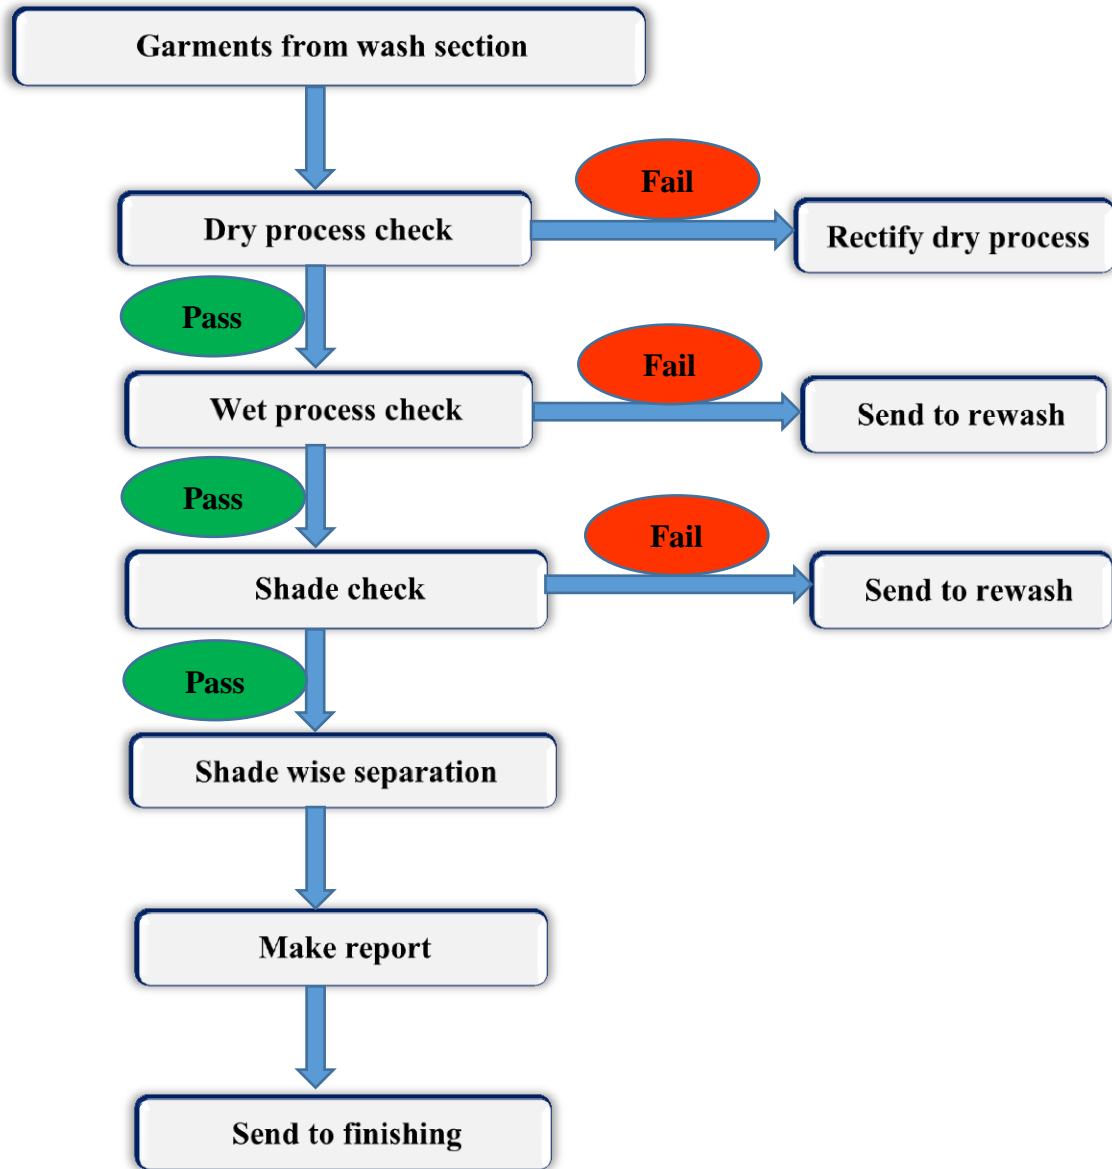 Garments from wash section
Fail
Dry process check
Rectify dry process
Pass
Fail
Wet process check
Send to rewash
Pass
Fail
Shade check
Send to rewash
Pass
Shade wise separation
Make report
Send to finishing